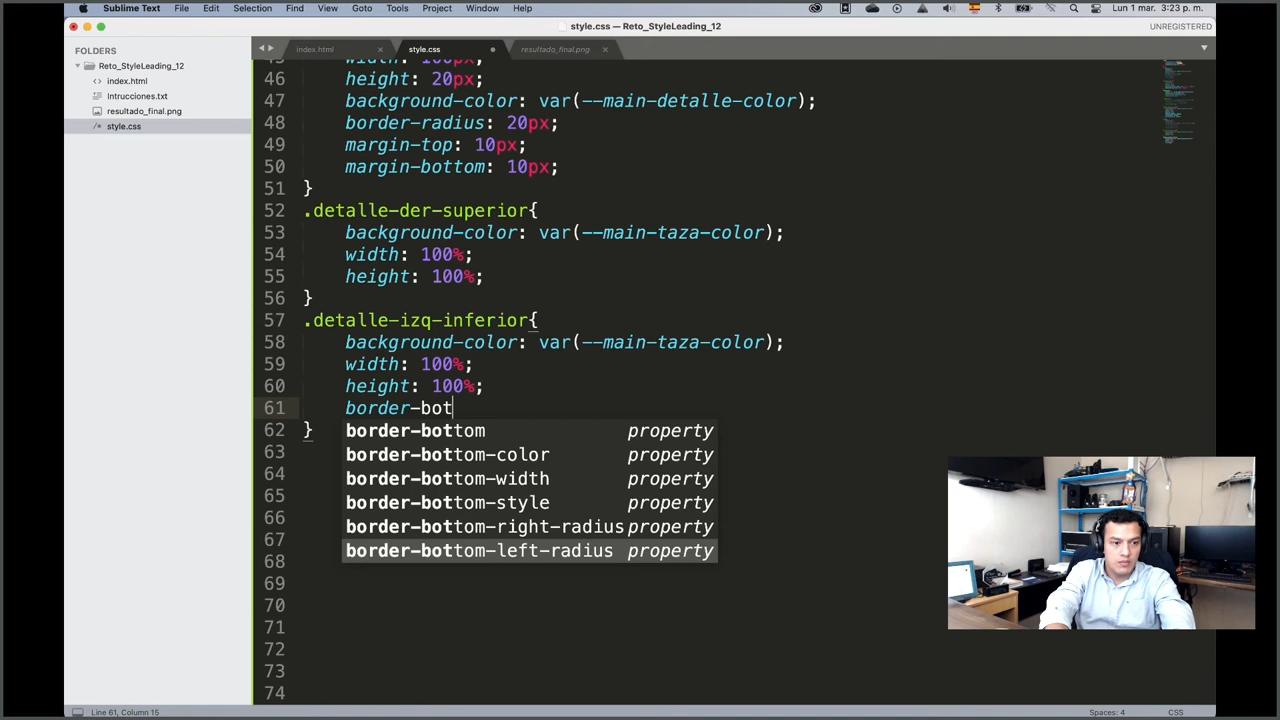 Sublime Text File Edit Selection Find View Goto Tools Project Window Help Lun 1 mar. 3:23 p. m.
style.css — Reto_StyleLeading_12 UNREGISTERED
FOLDERS
Reto_StyleLeading_12
index.html
Intrucciones.txt
resultado_final.png
style.css
index.html style.css resultado_final.png
45 width: 100px;
46 height: 20px;
47 background-color: var(--main-detalle-color);
48 border-radius: 20px;
49 margin-top: 10px;
50 margin-bottom: 10px;
51 }
52 .detalle-der-superior{
53 background-color: var(--main-taza-color);
54 width: 100%;
55 height: 100%;
56 }
57 .detalle-izq-inferior{
58 background-color: var(--main-taza-color);
59 width: 100%;
60 height: 100%;
61 border-bot
62 }
border-bottom property
border-bottom-color property
border-bottom-width property
border-bottom-style property
border-bottom-right-radius property
border-bottom-left-radius property
63
64
65
66
67
68
69
70
71
72
73
74
Line 61, Column 15 Spaces: 4 CSS